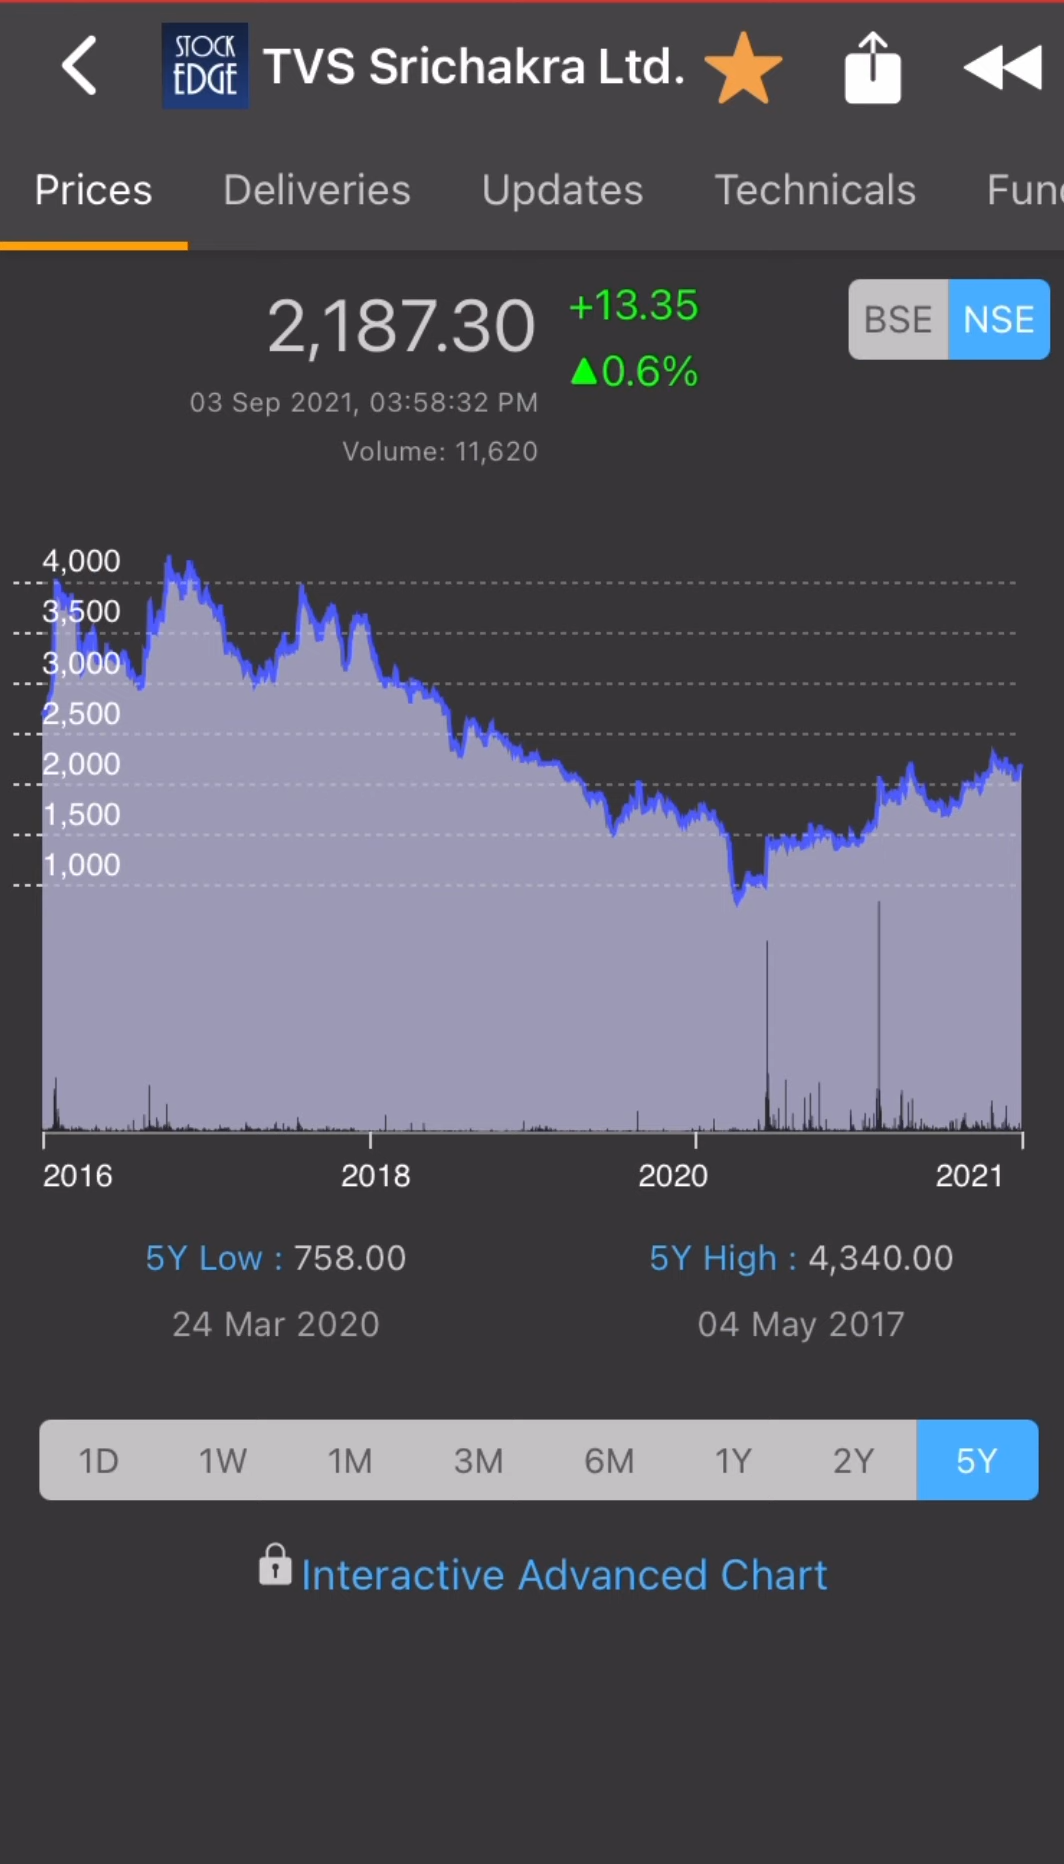 STOCK
EDGE
TVS Srichakra Ltd.
Prices Deliveries Updates Technicals Fun
2,187.30 +13.35
▲0.6%
BSE NSE
03 Sep 2021, 03:58:32 PM
Volume: 11,620
4,000
3,500
3,000
2,500
2,000
1,500
1,000
2016 2018 2020 2021
5Y Low : 758.00 5Y High : 4,340.00
24 Mar 2020 04 May 2017
1D 1W 1M 3M 6M 1Y 2Y 5Y
Interactive Advanced Chart